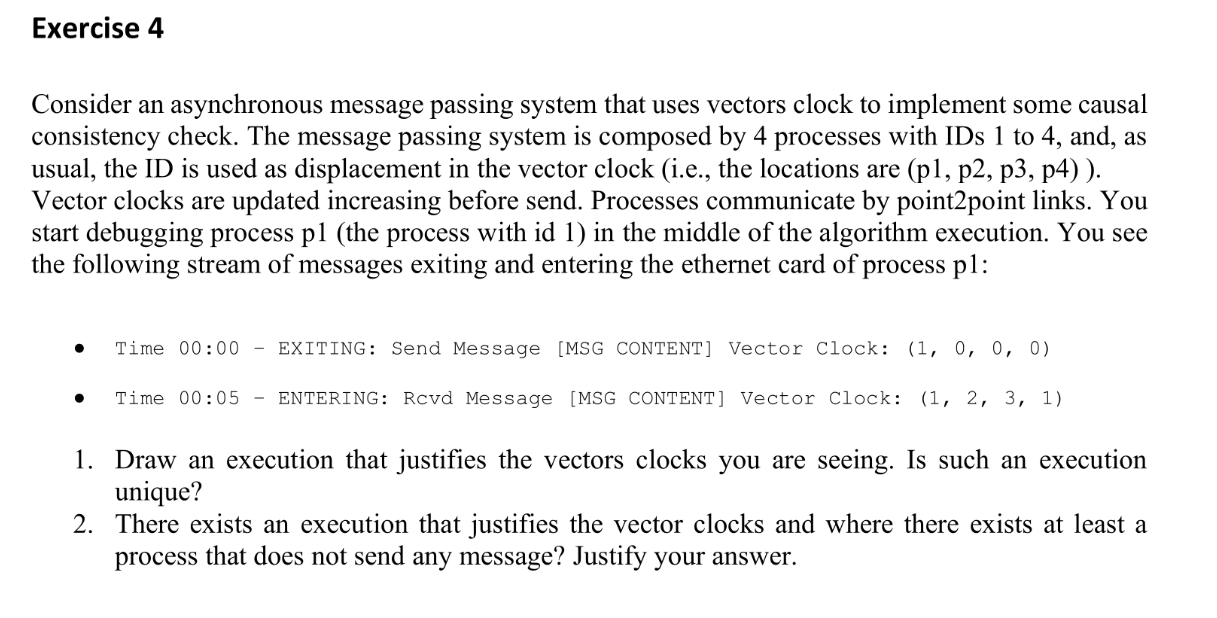 Exercise 4
Consider an asynchronous message passing system that uses vectors clock to implement some causal
consistency check. The message passing system is composed by 4 processes with IDs 1 to 4, and, as
usual, the ID is used as displacement in the vector clock (i.e., the locations are (p1, p2, p3, p4) ).
Vector clocks are updated increasing before send. Processes communicate by point2point links. You
start debugging process p1 (the process with id 1) in the middle of the algorithm execution. You see
the following stream of messages exiting and entering the ethernet card of process p1:
• Time 00:00 – EXITING: Send Message [MSG CONTENT] Vector Clock: (1, 0, 0, 0)
• Time 00:05 – ENTERING: Rcvd Message [MSG CONTENT] Vector Clock: (1, 2, 3, 1)
1. Draw an execution that justifies the vectors clocks you are seeing. Is such an execution
unique?
2. There exists an execution that justifies the vector clocks and where there exists at least a
process that does not send any message? Justify your answer.